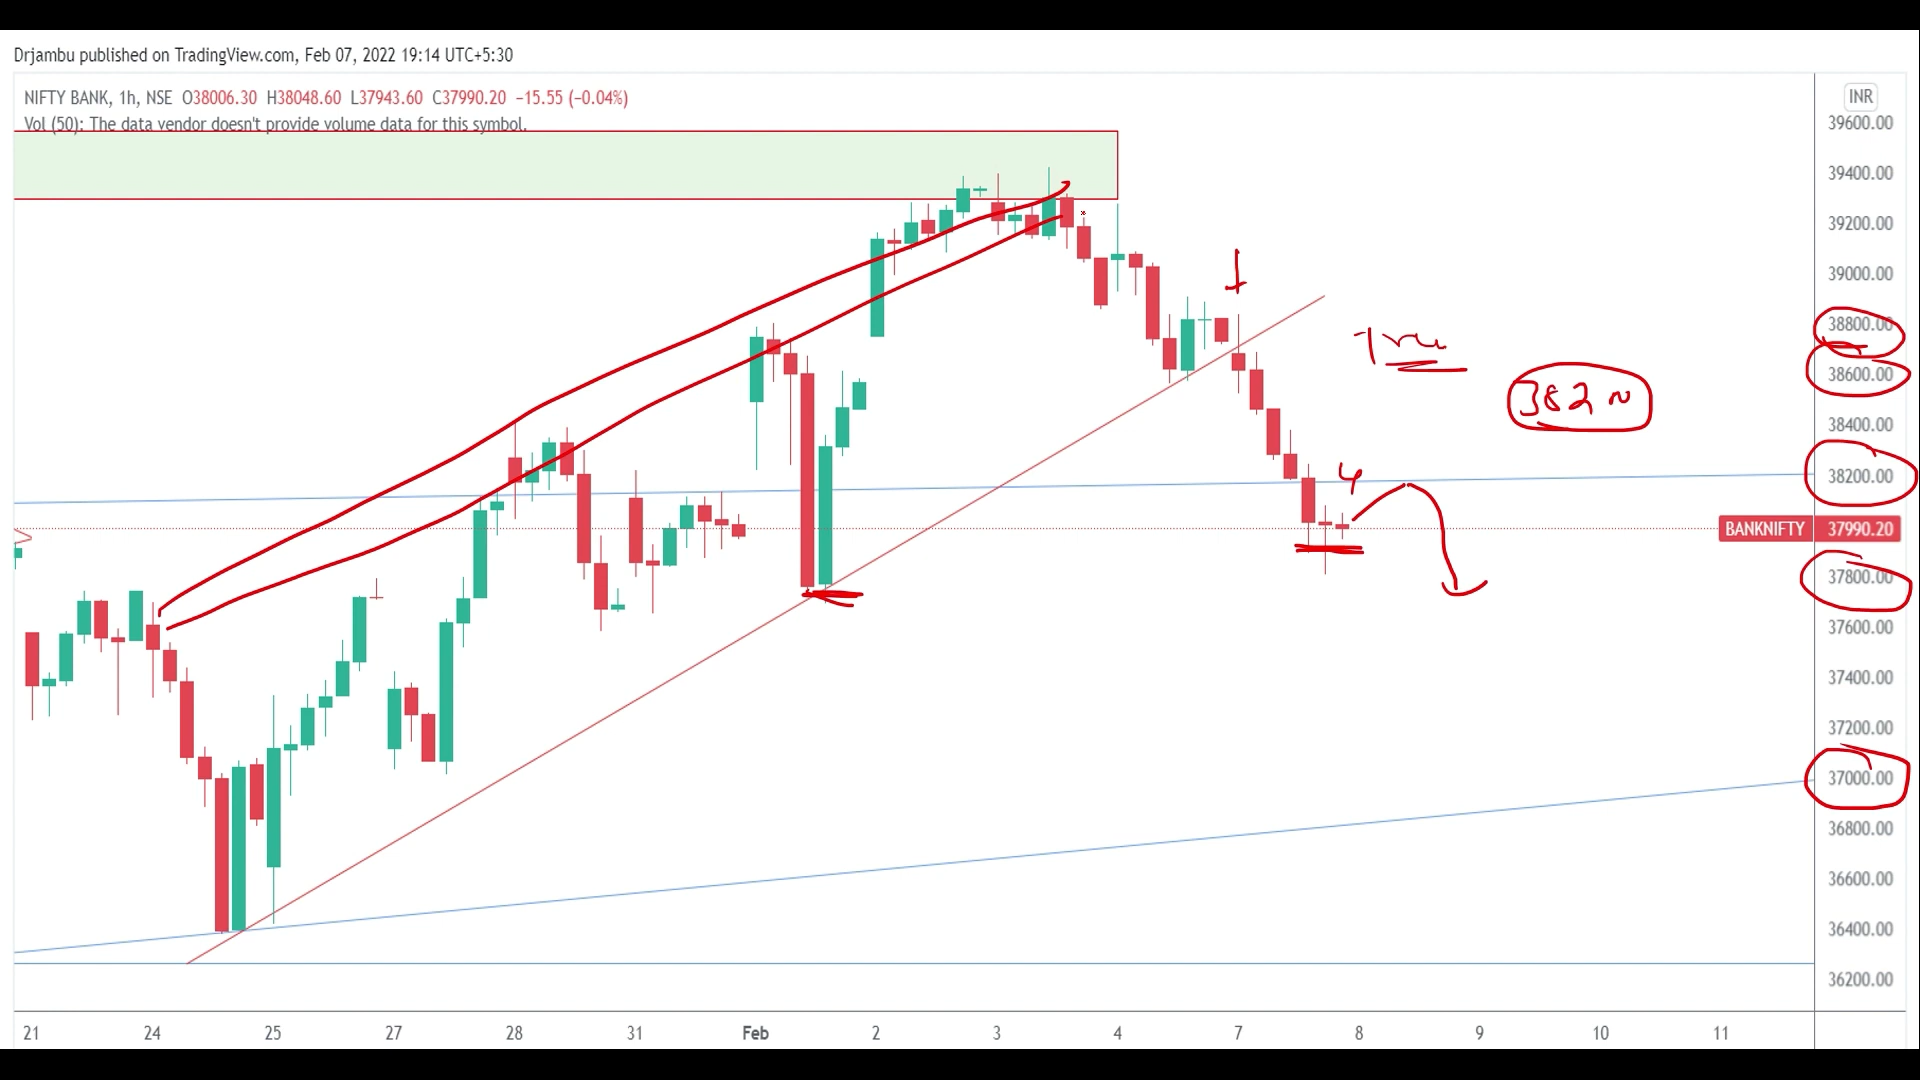 Drjambu published on TradingView.com, Feb 07, 2022 19:14 UTC+5:30
NIFTY BANK, 1h, NSE O38006.30 H38048.60 L37943.60 C37990.20 −15.55 (−0.04%)
Vol (50): The data vendor doesn't provide volume data for this symbol.
INR
39600.00
39400.00
39200.00
39000.00
38800.00
38600.00
38400.00
38200.00
BANKNIFTY 37990.20
37800.00
37600.00
37400.00
37200.00
37000.00
36800.00
36600.00
36400.00
36200.00
21 24 25 27 28 31 Feb 2 3 4 7 8 9 10 11